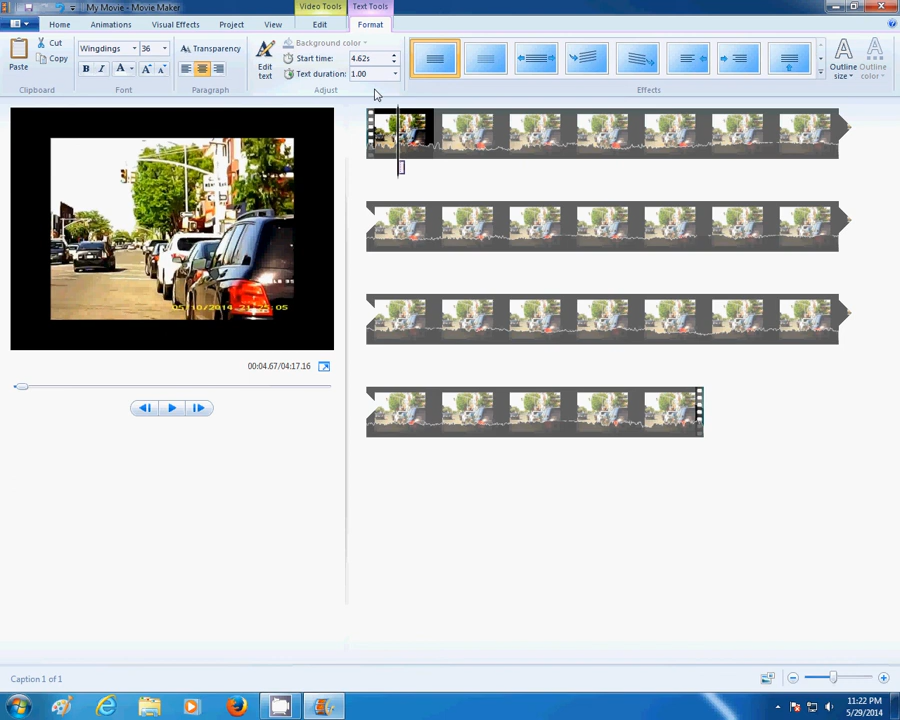 My Movie - Movie Maker
Video Tools
Text Tools
Home
Animations
Visual Effects
Project
View
Edit
Format
Paste
Cut
Copy
Clipboard
Wingdings
36
B I A A A
Font
Transparency
Paragraph
Edit text
Background color
Start time: 4.62s
Text duration: 1.00
Adjust
Effects
Outline size
Outline color
00:04.67/04:17.16
Caption 1 of 1
11:22 PM
5/29/2014